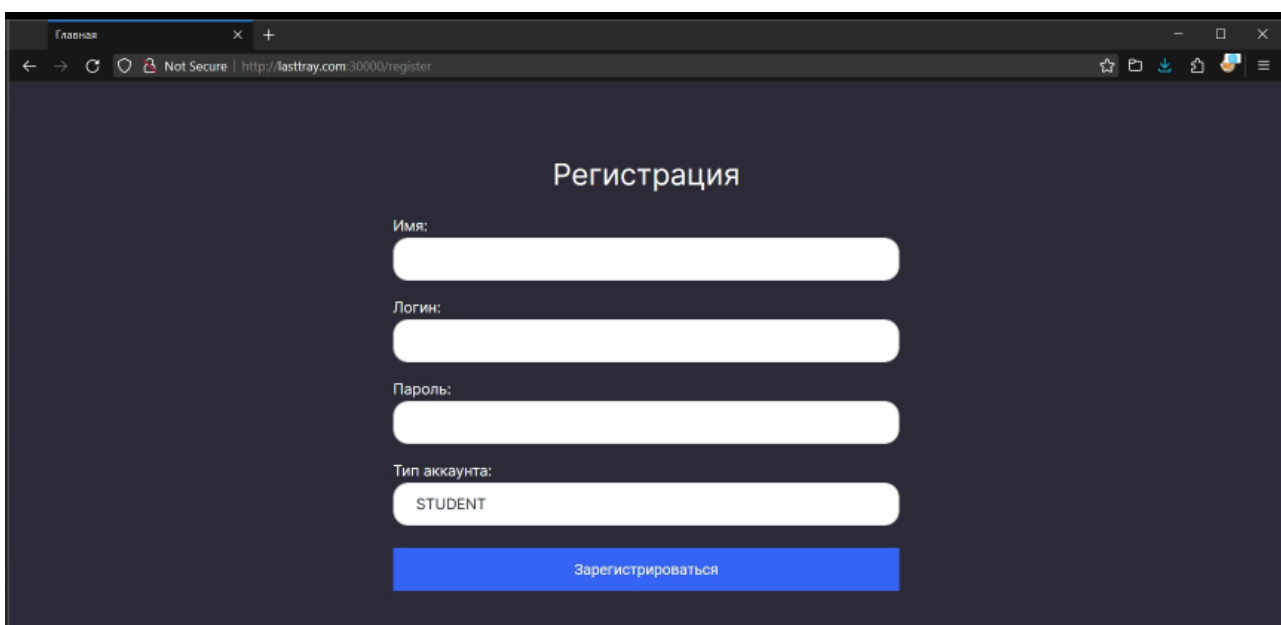 Главная
Not Secure http://lasttray.com:30000/register
Регистрация
Имя:
Логин:
Пароль:
Тип аккаунта:
STUDENT
Зарегистрироваться